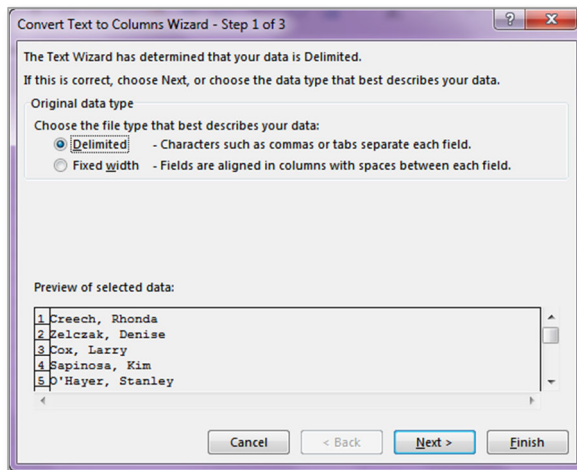 Convert Text to Columns Wizard - Step 1 of 3
?
The Text Wizard has determined that your data is Delimited.
If this is correct, choose Next, or choose the data type that best describes your data.
Original data type
Choose the file type that best describes your data:
Delimited - Characters such as commas or tabs separate each field.
Fixed width - Fields are aligned in columns with spaces between each field.
Preview of selected data:
1 Creech, Rhonda
2 Zelczak, Denise
3 Cox, Larry
4 Sapinosa, Kim
5 O'Hayer, Stanley
Cancel < Back Next > Finish